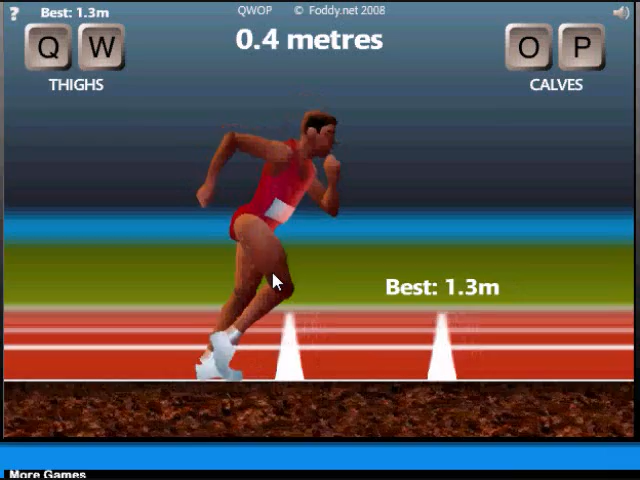 ? Best: 1.3m QWOP © Foddy.net 2008
0.4 metres
Q W O P
THIGHS CALVES
Best: 1.3m
More Games